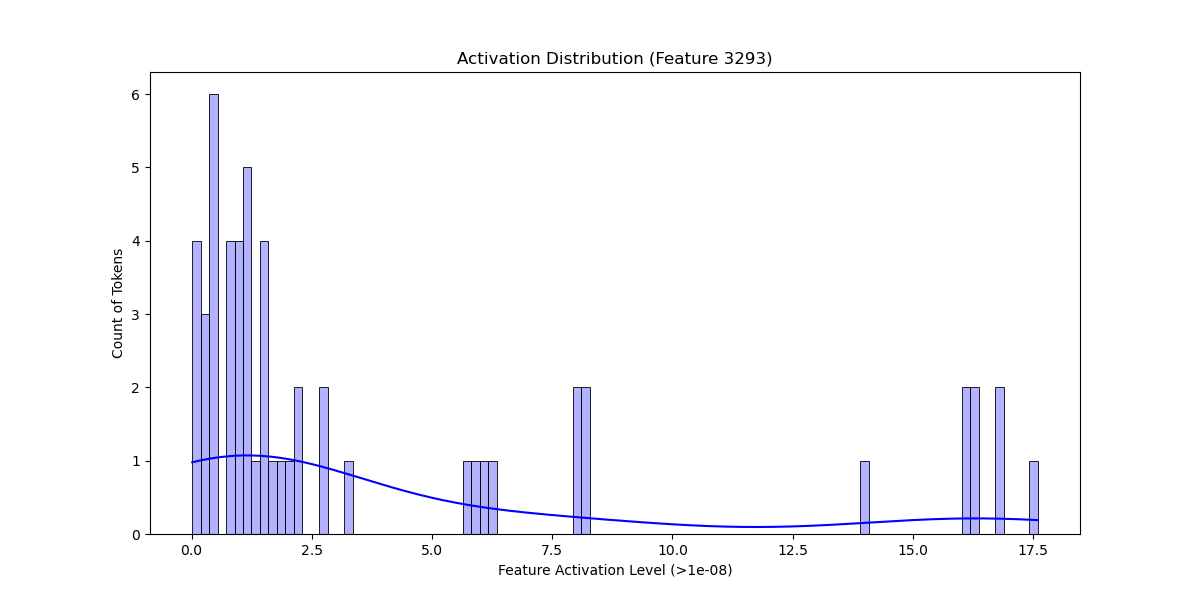 Activation Distribution (Feature 3293)
6
5
4
3
2
1
0
Count of Tokens
0.0 2.5 5.0 7.5 10.0 12.5 15.0 17.5
Feature Activation Level (>1e-08)